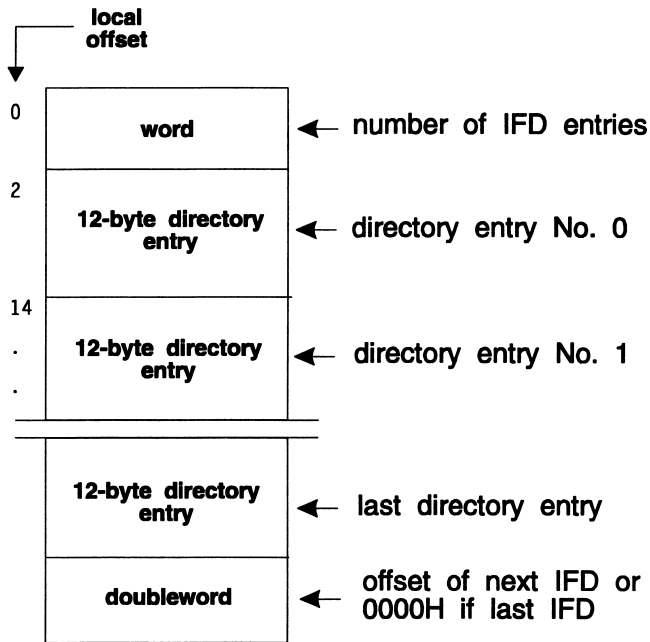 local
offset
0
word
number of IFD entries
2
12-byte directory
entry
directory entry No. 0
14
.
.
12-byte directory
entry
directory entry No. 1
12-byte directory
entry
last directory entry
doubleword
offset of next IFD or
0000H if last IFD